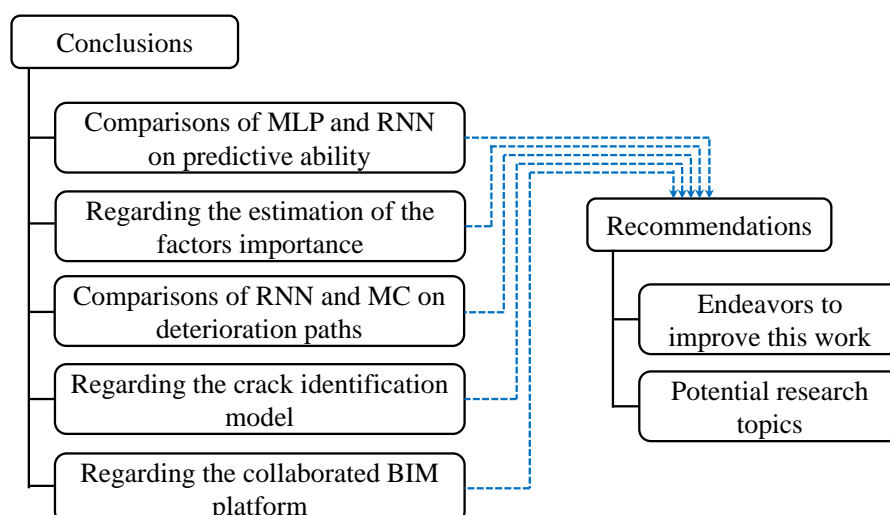 Conclusions
Comparisons of MLP and RNN
on predictive ability
Regarding the estimation of the
factors importance
Comparisons of RNN and MC on
deterioration paths
Regarding the crack identification
model
Regarding the collaborated BIM
platform
Recommendations
Endeavors to
improve this work
Potential research
topics